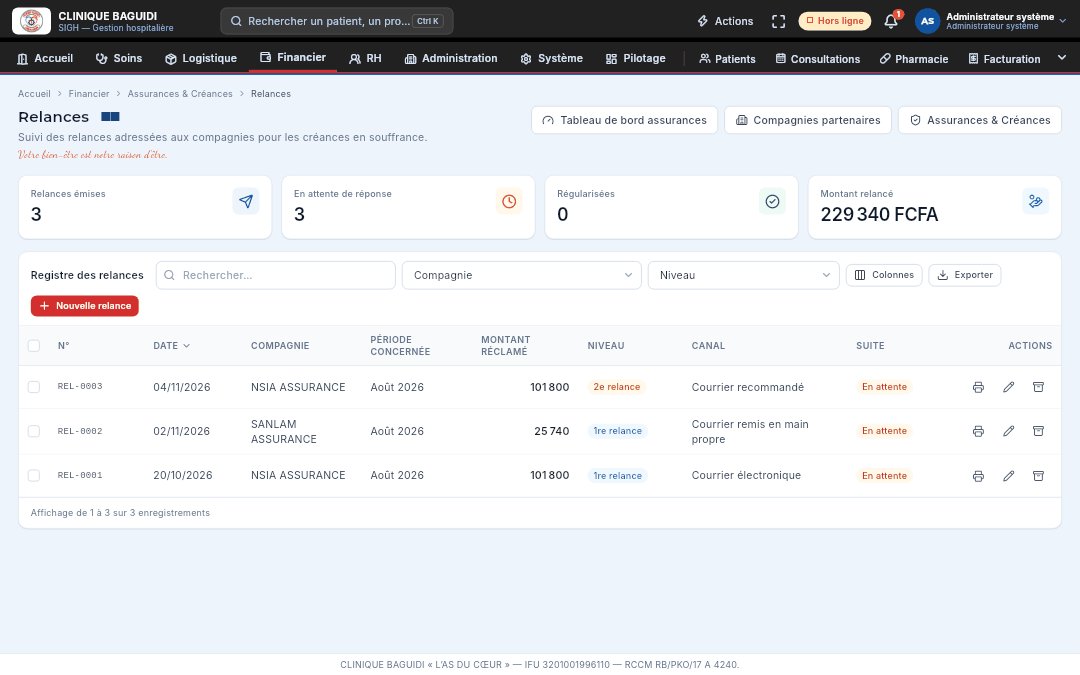 CLINIQUE BAGUIDI
SIGH — Gestion hospitalière
Rechercher un patient, un pro... Ctrl K
Actions
Hors ligne
1
AS
Administrateur système
Administrateur système
Accueil Soins Logistique Financier RH Administration Système Pilotage Patients Consultations Pharmacie Facturation
Accueil > Financier > Assurances & Créances > Relances
Relances
Suivi des relances adressées aux compagnies pour les créances en souffrance.
Votre bien-être est notre raison d'être.
Tableau de bord assurances
Compagnies partenaires
Assurances & Créances
Relances émises
3
En attente de réponse
3
Régularisées
0
Montant relancé
229 340 FCFA
Registre des relances
Rechercher...
Compagnie
Niveau
Colonnes
Exporter
+ Nouvelle relance
N° DATE COMPAGNIE PÉRIODE CONCERNÉE MONTANT RÉCLAMÉ NIVEAU CANAL SUITE ACTIONS
REL-0003 04/11/2026 NSIA ASSURANCE Août 2026 101 800 2e relance Courrier recommandé En attente
REL-0002 02/11/2026 SANLAM ASSURANCE Août 2026 25 740 1re relance Courrier remis en main propre En attente
REL-0001 20/10/2026 NSIA ASSURANCE Août 2026 101 800 1re relance Courrier électronique En attente
Affichage de 1 à 3 sur 3 enregistrements
CLINIQUE BAGUIDI « L'AS DU CŒUR » — IFU 3201001996110 — RCCM RB/PKO/17 A 4240.